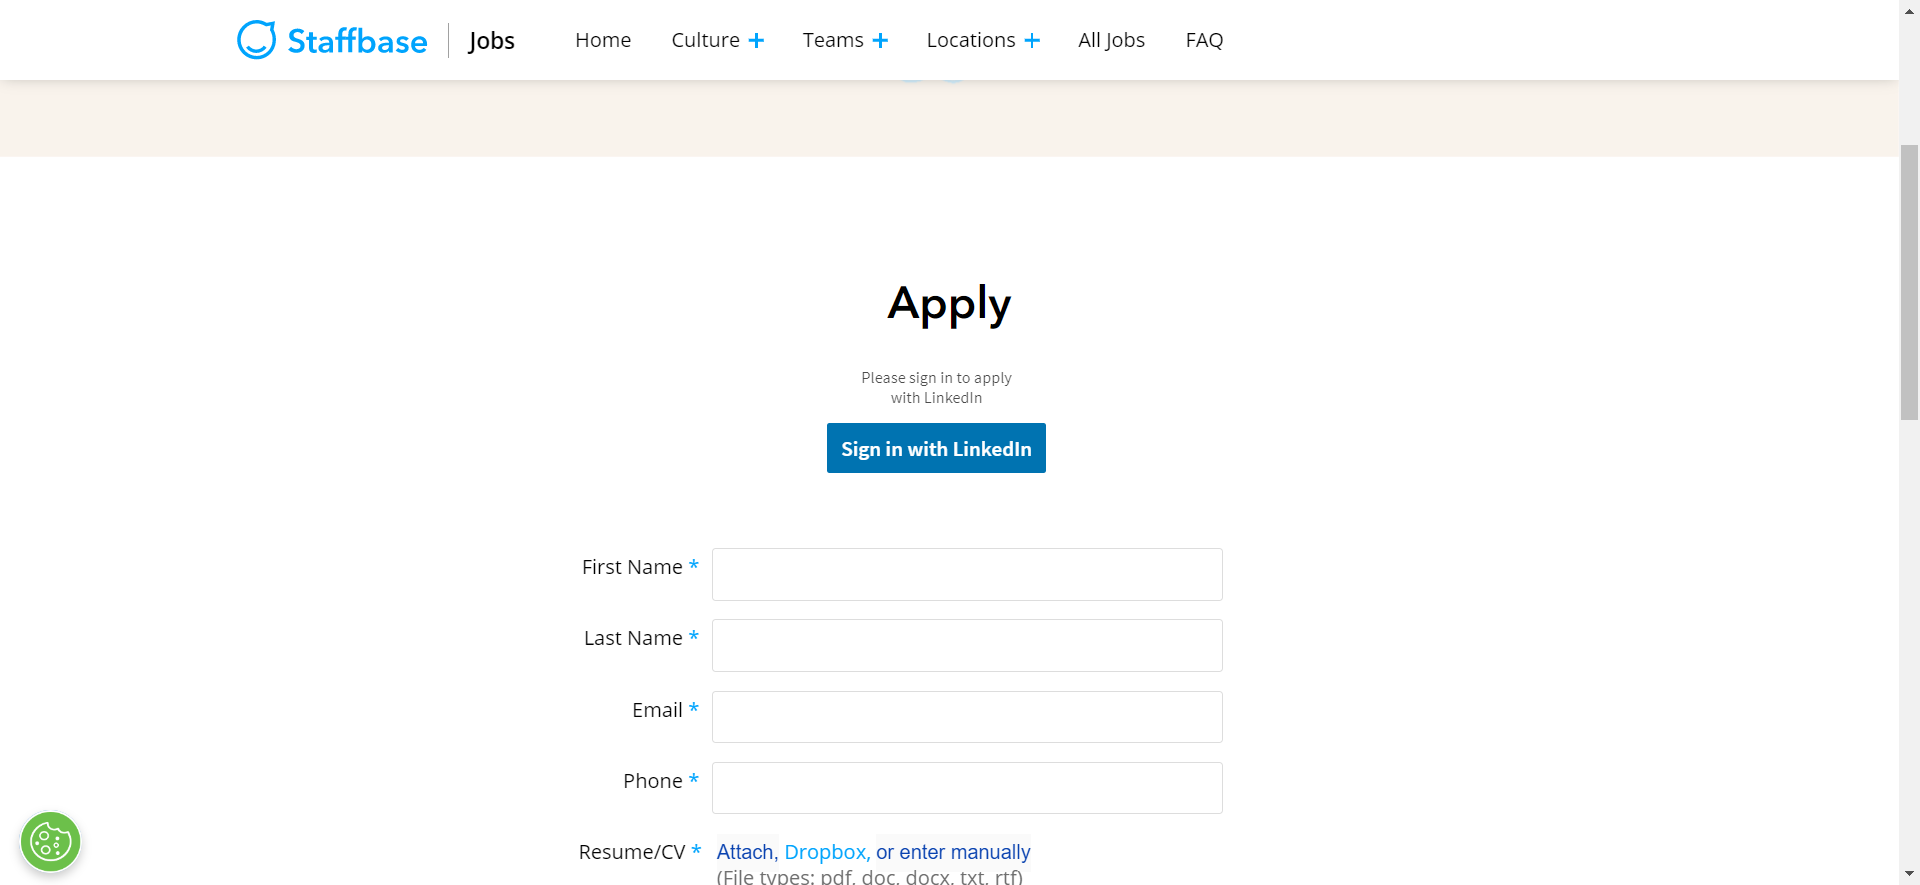 Staffbase Jobs Home Culture + Teams + Locations + All Jobs FAQ
Apply
Please sign in to apply
with LinkedIn
Sign in with LinkedIn
First Name *
Last Name *
Email *
Phone *
Resume/CV * Attach, Dropbox, or enter manually
(File types: pdf, doc, docx, txt, rtf)